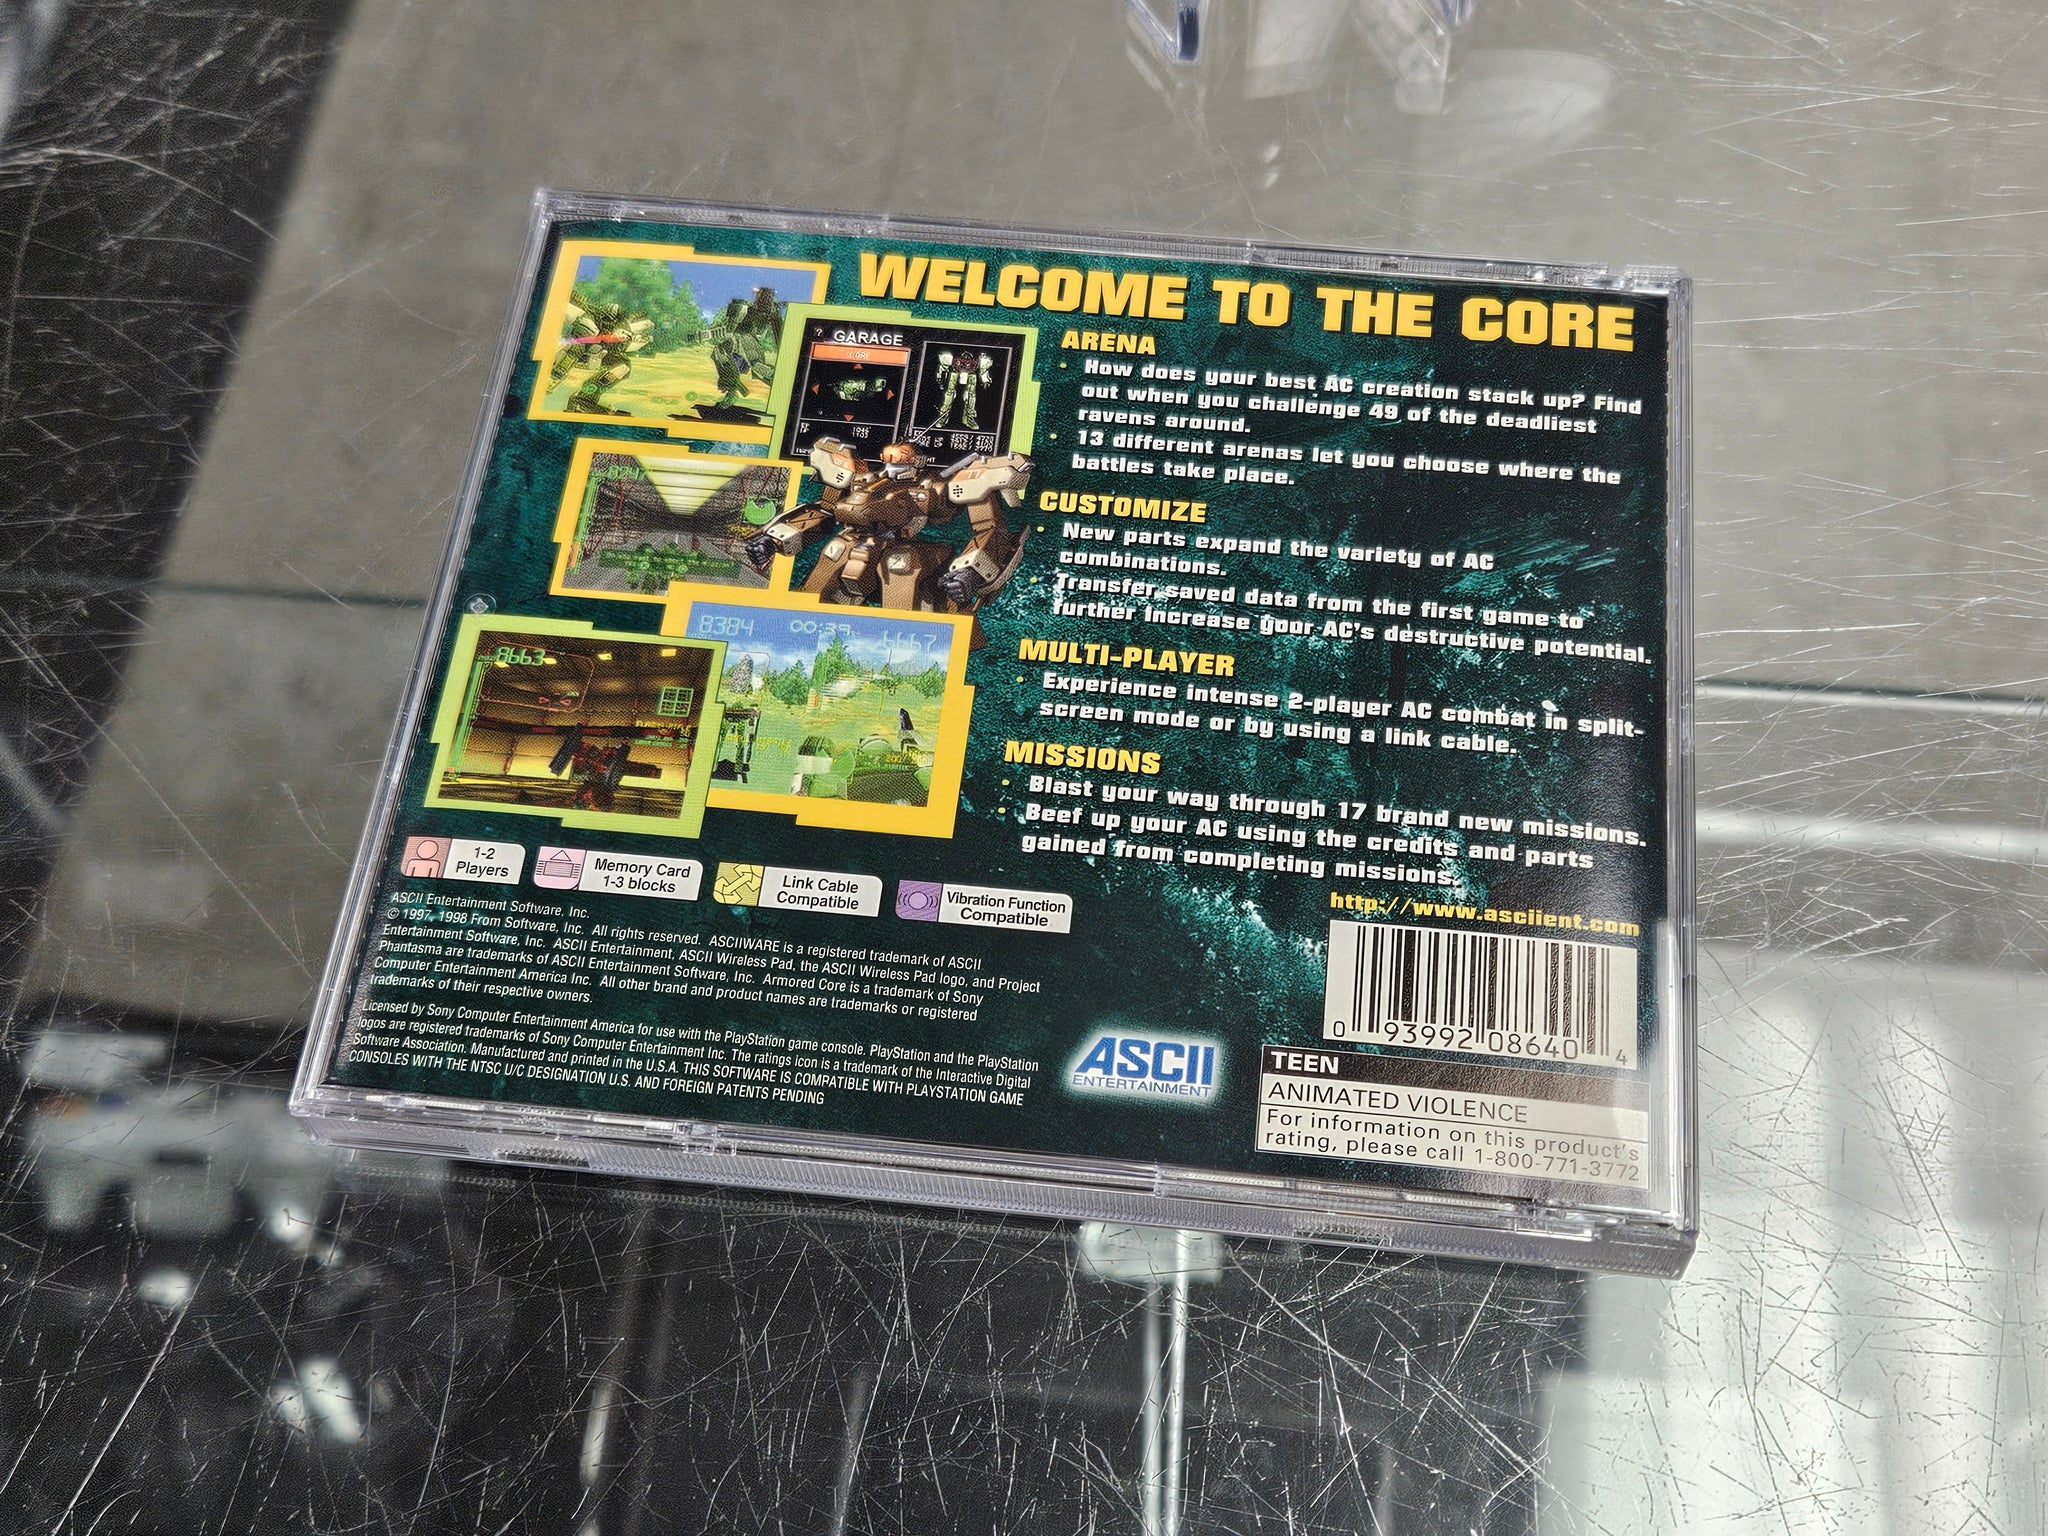 WELCOME TO THE CORE
ARENA
• How does your best AC creation stack up? Find
out when you challenge 49 of the deadliest
ravens around.
• 13 different arenas let you choose where the
battles take place.
CUSTOMIZE
• New parts expand the variety of AC
combinations.
• Transfer saved data from the first game to
further increase your AC's destructive potential.
MULTI-PLAYER
• Experience intense 2-player AC combat in split-
screen mode or by using a link cable.
MISSIONS
• Blast your way through 17 brand new missions.
• Beef up your AC using the credits and parts
gained from completing missions.
http://www.asciient.com
? GARAGE
CORE
8384
00:39
6667
8663
1-2
Players
Memory Card
1-3 blocks
Link Cable
Compatible
Vibration Function
Compatible
ASCII Entertainment Software, Inc.
© 1997, 1998 From Software, Inc. All rights reserved. ASCIIWARE is a registered trademark of ASCII
Entertainment Software, Inc. ASCII Entertainment, ASCII Wireless Pad, the ASCII Wireless Pad logo, and Project
Phantasma are trademarks of ASCII Entertainment Software, Inc. Armored Core is a trademark of Sony
Computer Entertainment America Inc. All other brand and product names are trademarks or registered
trademarks of their respective owners.
Licensed by Sony Computer Entertainment America for use with the PlayStation game console. PlayStation and the PlayStation
logos are registered trademarks of Sony Computer Entertainment Inc. The ratings icon is a trademark of the Interactive Digital
Software Association. Manufactured and printed in the U.S.A. THIS SOFTWARE IS COMPATIBLE WITH PLAYSTATION GAME
CONSOLES WITH THE NTSC U/C DESIGNATION U.S. AND FOREIGN PATENTS PENDING
ASCII
ENTERTAINMENT
0 93992 08640 4
TEEN
ANIMATED VIOLENCE
For information on this product's
rating, please call 1-800-771-3772